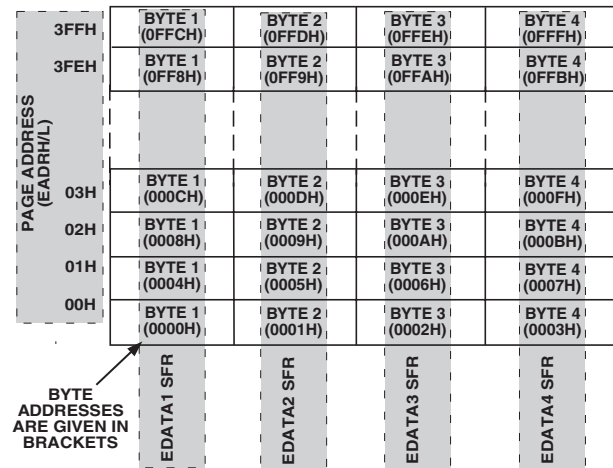 3FFH
BYTE 1 (0FFCH)
BYTE 2 (0FFDH)
BYTE 3 (0FFEH)
BYTE 4 (0FFFH)
3FEH
BYTE 1 (0FF8H)
BYTE 2 (0FF9H)
BYTE 3 (0FFAH)
BYTE 4 (0FFBH)
PAGE ADDRESS
(EADRH/L)
03H
BYTE 1 (000CH)
BYTE 2 (000DH)
BYTE 3 (000EH)
BYTE 4 (000FH)
02H
BYTE 1 (0008H)
BYTE 2 (0009H)
BYTE 3 (000AH)
BYTE 4 (000BH)
01H
BYTE 1 (0004H)
BYTE 2 (0005H)
BYTE 3 (0006H)
BYTE 4 (0007H)
00H
BYTE 1 (0000H)
BYTE 2 (0001H)
BYTE 3 (0002H)
BYTE 4 (0003H)
BYTE
ADDRESSES
ARE GIVEN IN
BRACKETS
EDATA1 SFR
EDATA2 SFR
EDATA3 SFR
EDATA4 SFR